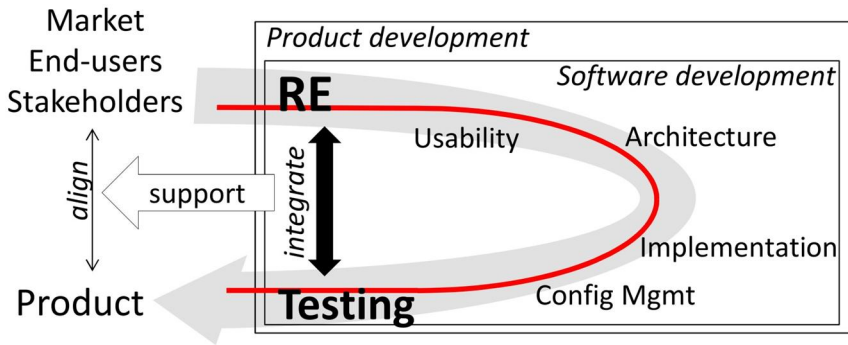 Market
End-users
Stakeholders
Product development
Software development
RE
Usability
Architecture
align
support
integrate
Implementation
Product
Testing
Config Mgmt